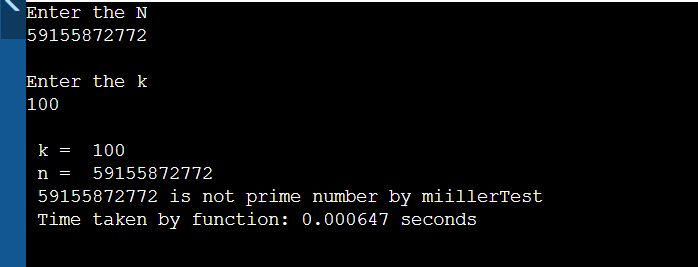 Enter the N
59155872772
Enter the k
100
k = 100
n = 59155872772
59155872772 is not prime number by miillerTest
Time taken by function: 0.000647 seconds